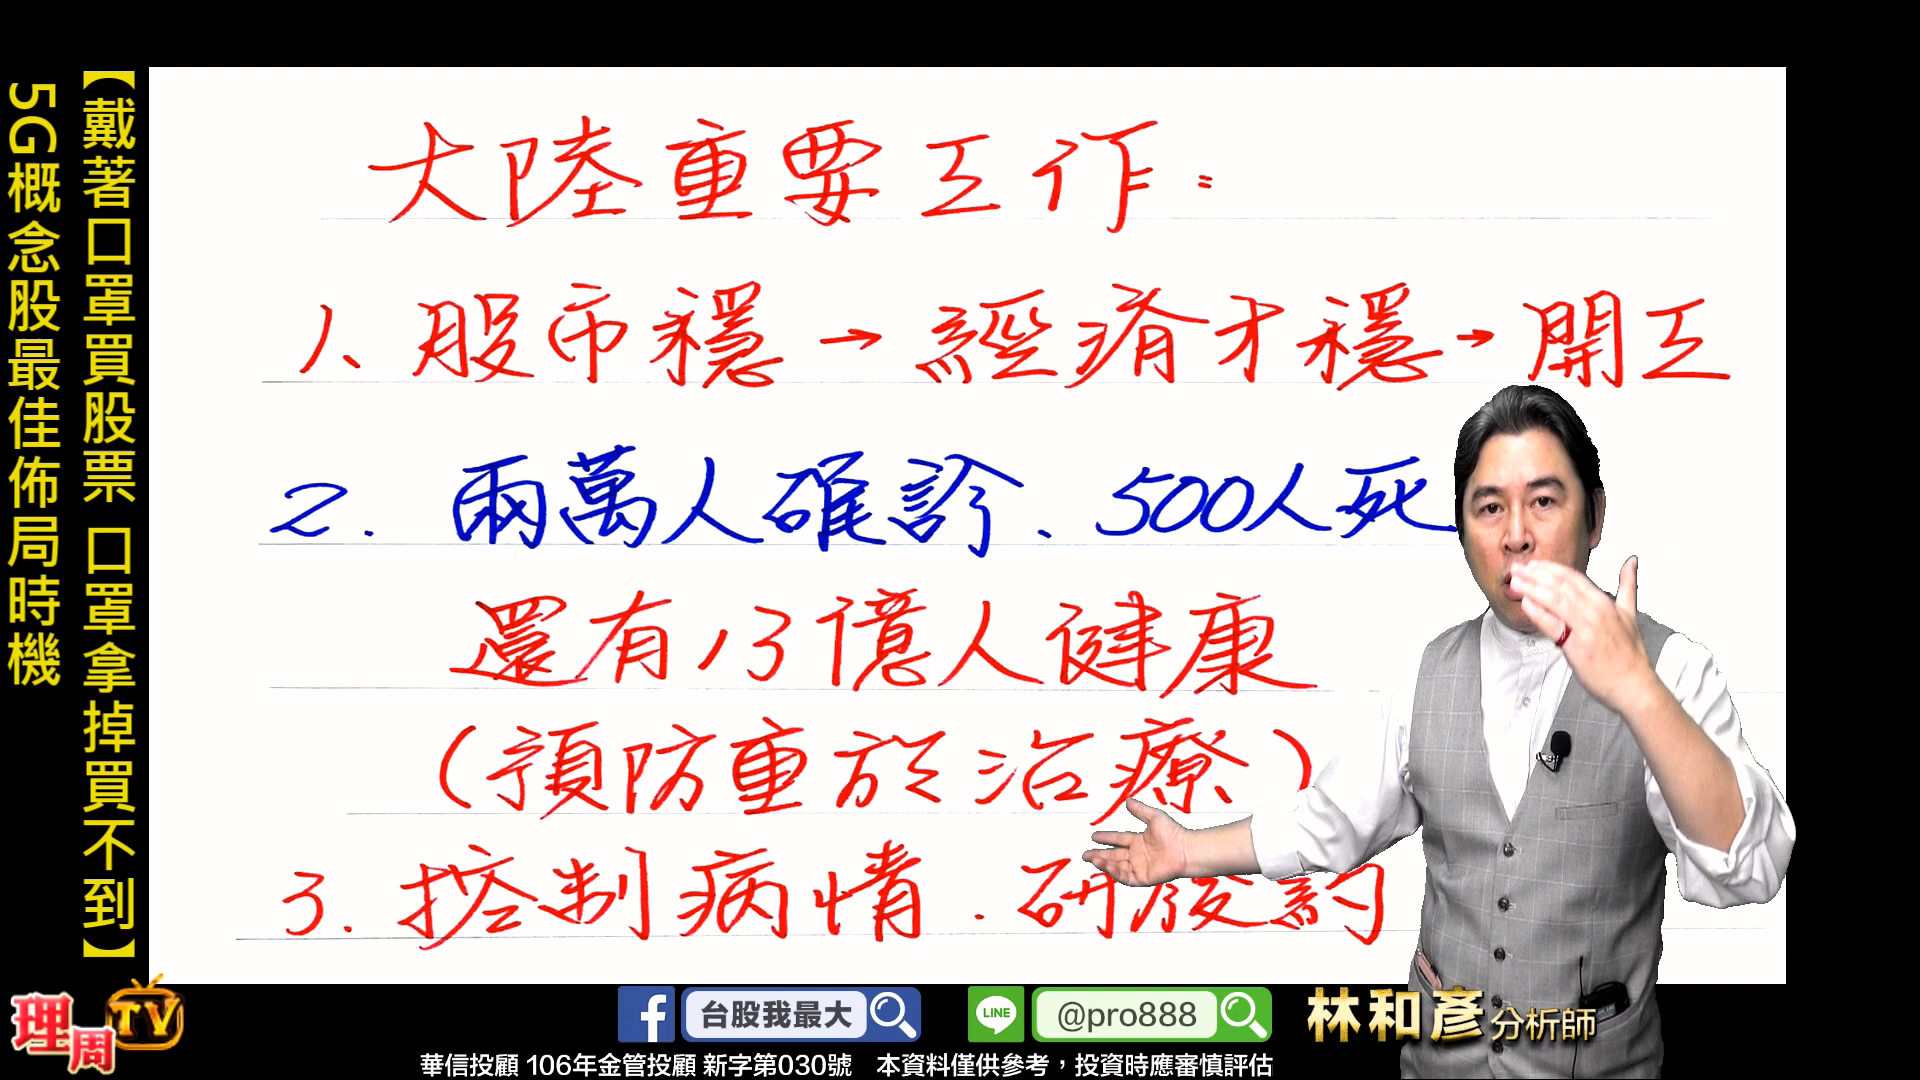 【戴著口罩買股票 口罩拿掉買不到】
5G概念股最佳佈局時機
大陸重要工作：
1、股市穩→經濟才穩→開工
2. 兩萬人確診、500人死
還有13億人健康
(預防重於治療)
3. 控制病情.研發葯
理周TV
台股我最大
LINE
@pro888
林和彥分析師
華信投顧 106年金管投顧 新字第030號 本資料僅供參考，投資時應審慎評估